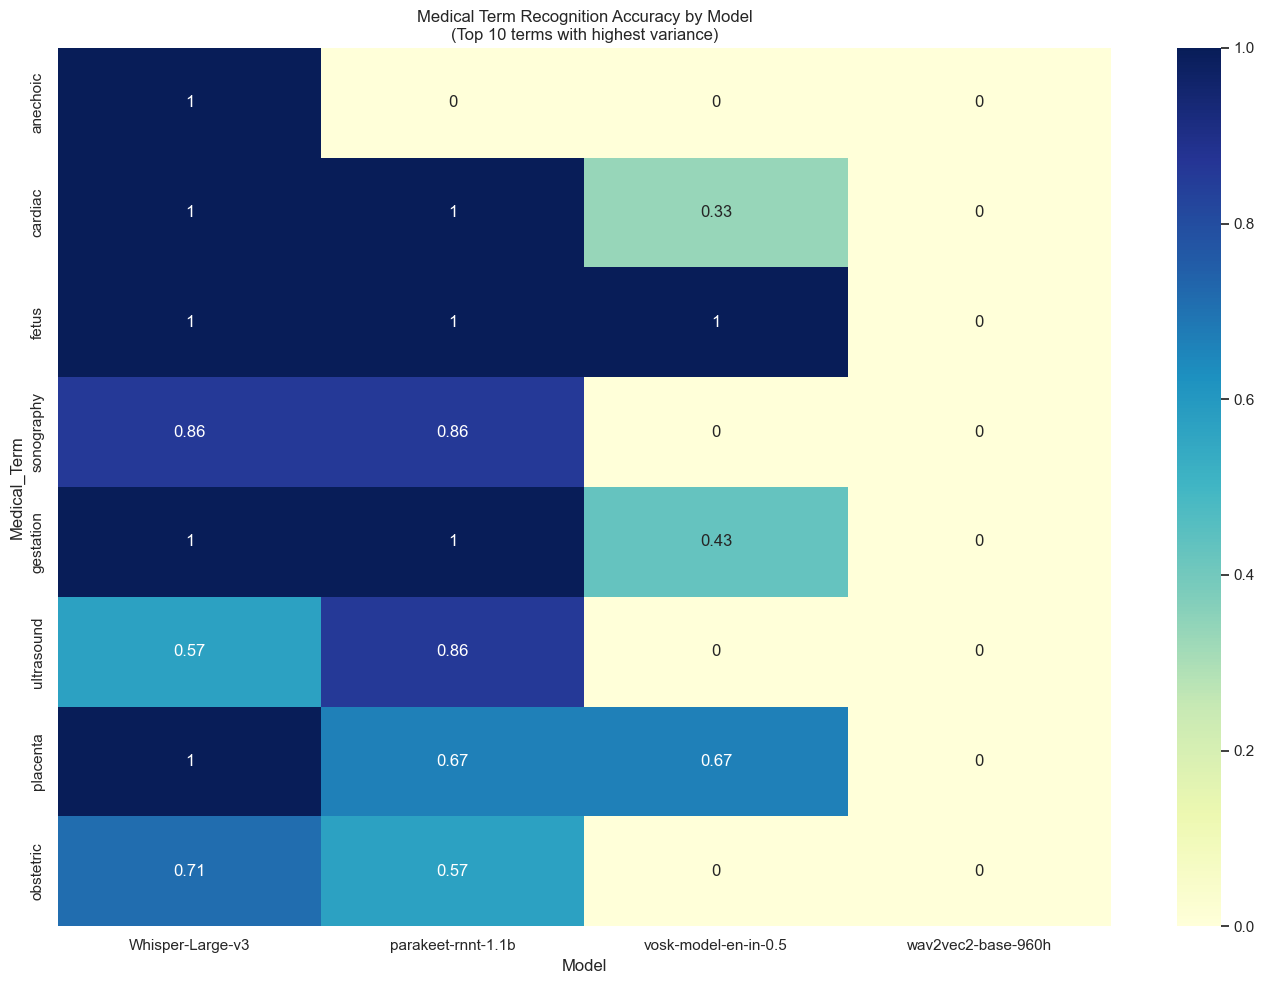 Medical Term Recognition Accuracy by Model
(Top 10 terms with highest variance)
Medical_Term
anechoic 1 0 0 0
cardiac 1 1 0.33 0
fetus 1 1 1 0
sonography 0.86 0.86 0 0
gestation 1 1 0.43 0
ultrasound 0.57 0.86 0 0
placenta 1 0.67 0.67 0
obstetric 0.71 0.57 0 0
Whisper-Large-v3 parakeet-rnnt-1.1b vosk-model-en-in-0.5 wav2vec2-base-960h
Model
1.0
0.8
0.6
0.4
0.2
0.0